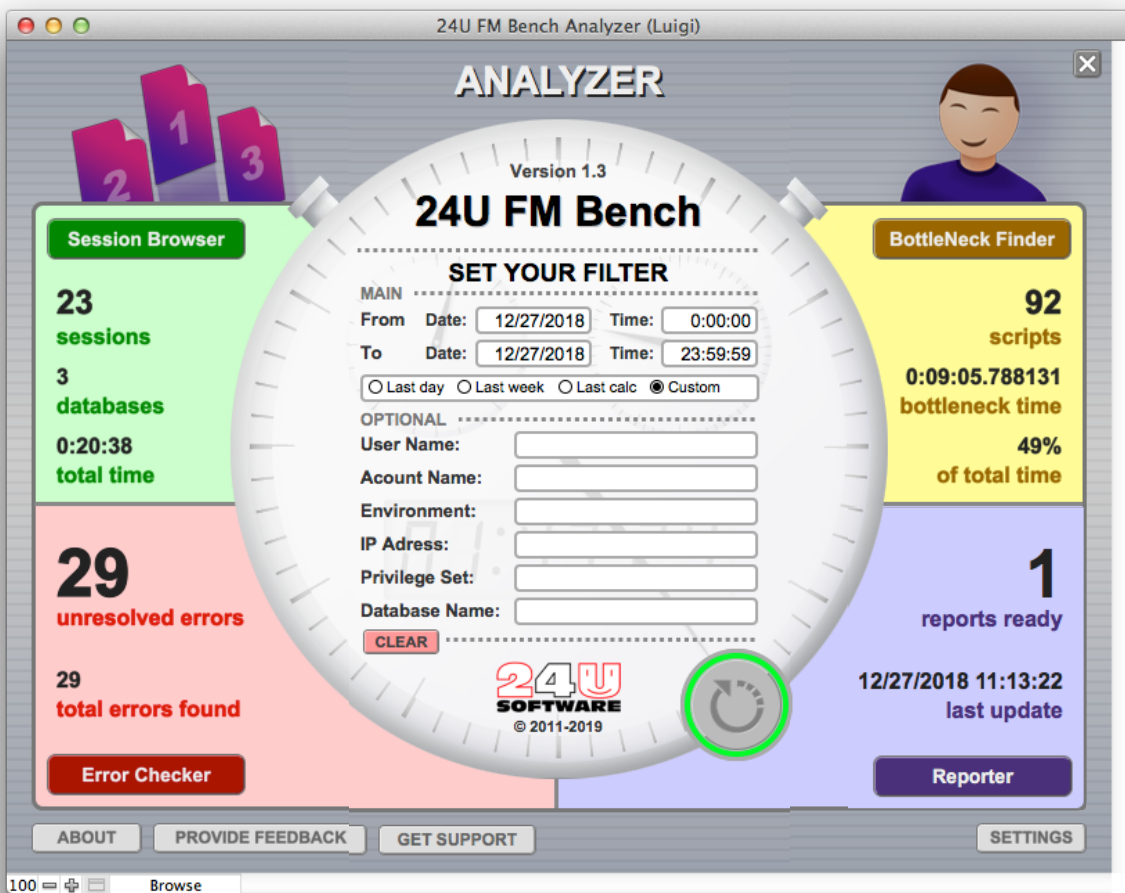 24U FM Bench Analyzer (Luigi)
ANALYZER
1
2
3
Version 1.3
24U FM Bench
SET YOUR FILTER
MAIN
From Date: 12/27/2018 Time: 0:00:00
To Date: 12/27/2018 Time: 23:59:59
Last day Last week Last calc Custom
OPTIONAL
User Name:
Acount Name:
Environment:
IP Adress:
Privilege Set:
Database Name:
CLEAR
24U
SOFTWARE
© 2011-2019
Session Browser
23
sessions
3
databases
0:20:38
total time
BottleNeck Finder
92
scripts
0:09:05.788131
bottleneck time
49%
of total time
29
unresolved errors
29
total errors found
Error Checker
1
reports ready
12/27/2018 11:13:22
last update
Reporter
ABOUT PROVIDE FEEDBACK GET SUPPORT SETTINGS
100 Browse